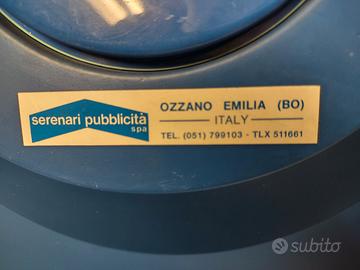 serenari pubblicità
spa
OZZANO EMILIA (BO)
ITALY
TEL. (051) 799103 - TLX 511661
subito